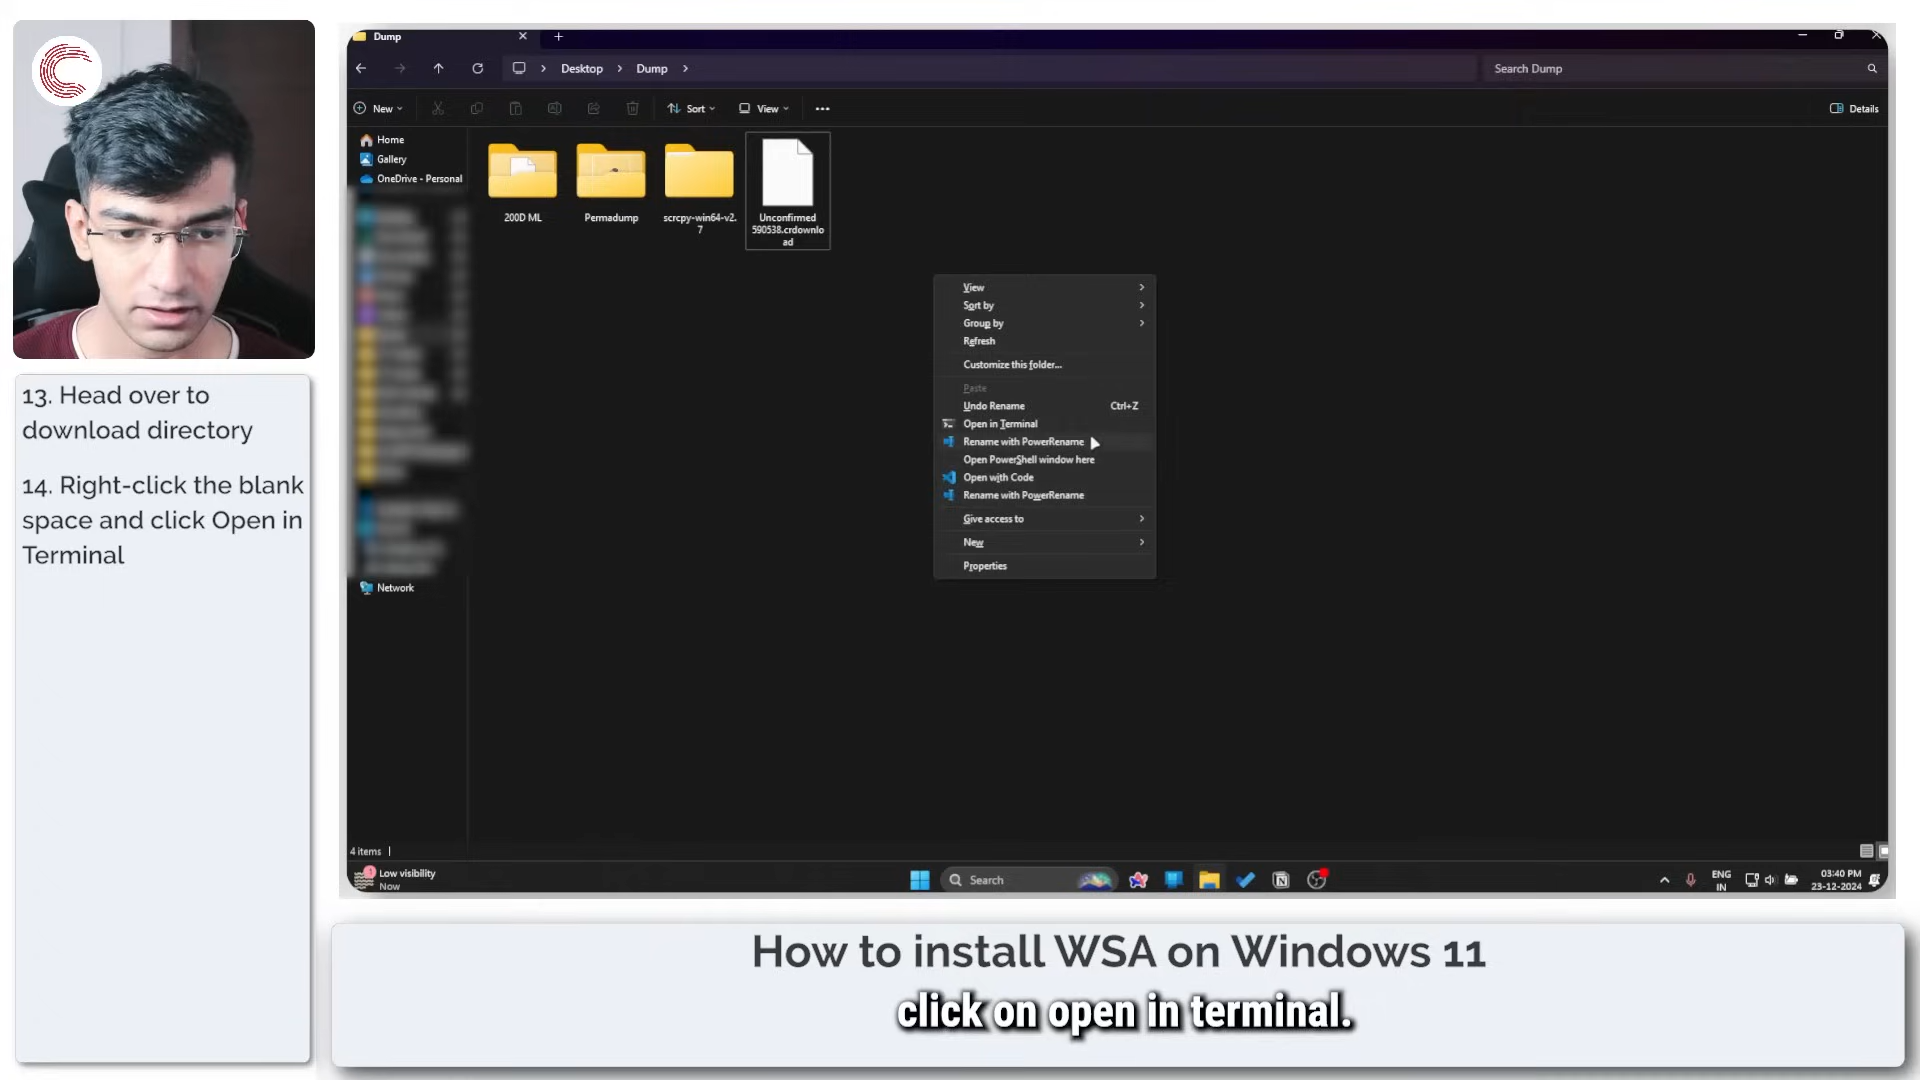 Dump
Desktop
Dump
Search Dump
New
Sort
View
Details
Home
Gallery
OneDrive - Personal
Network
200D ML
Permadump
scrcpy-win64-v2.
7
Unconfirmed
590538.crdownlo
ad
View
Sort by
Group by
Refresh
Customize this folder...
Paste
Undo Rename Ctrl+Z
Open in Terminal
Rename with PowerRename
Open PowerShell window here
Open with Code
Rename with PowerRename
Give access to
New
Properties
4 items
Low visibility
Now
Search
ENG
IN
03:40 PM
23-12-2024
13. Head over to
download directory
14. Right-click the blank
space and click Open in
Terminal
How to install WSA on Windows 11
click on open in terminal.